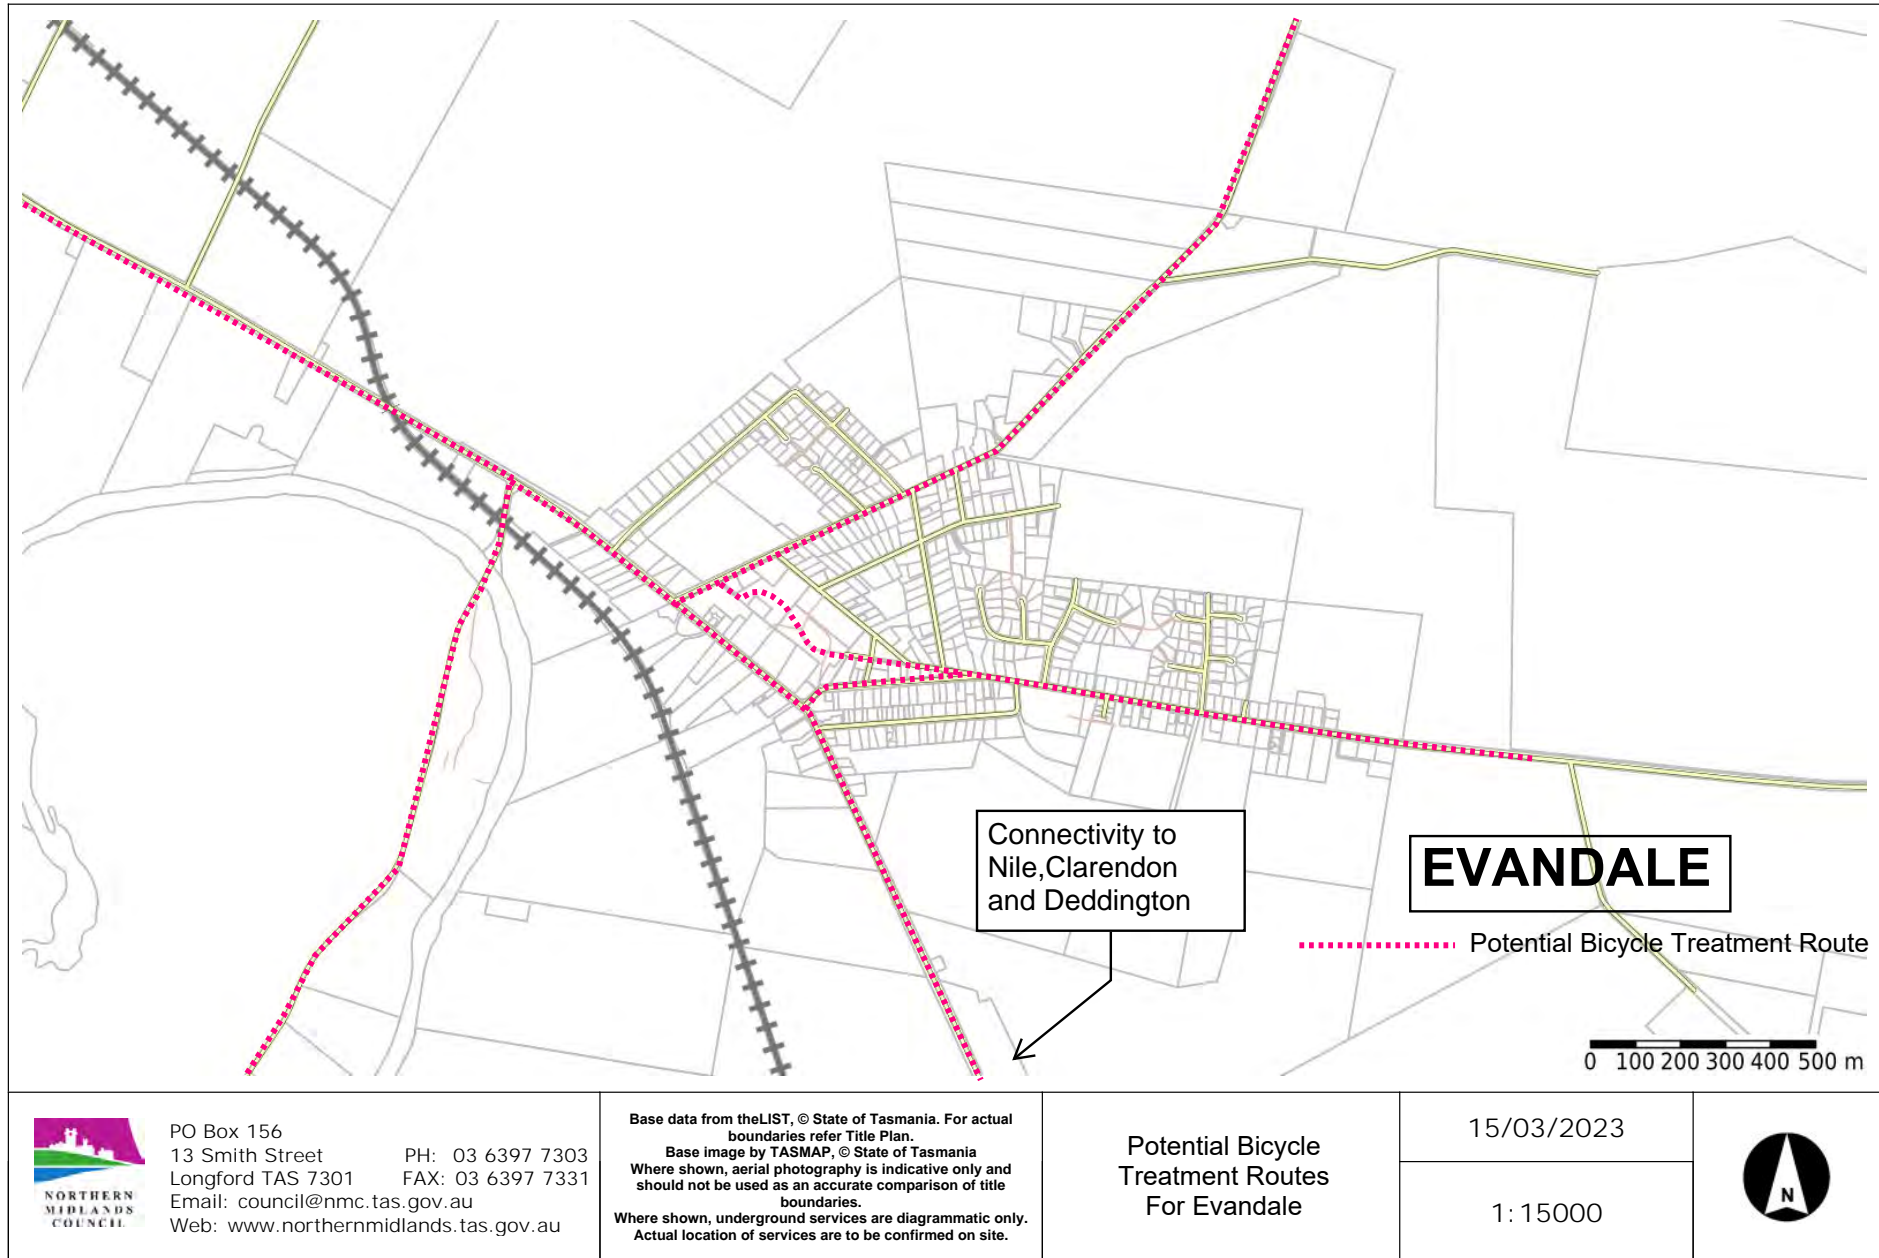 Connectivity to
Nile,Clarendon
and Deddington
EVANDALE
Potential Bicycle Treatment Route
0 100 200 300 400 500 m
NORTHERN
MIDLANDS
COUNCIL
PO Box 156
13 Smith Street PH: 03 6397 7303
Longford TAS 7301 FAX: 03 6397 7331
Email: council@nmc.tas.gov.au
Web: www.northernmidlands.tas.gov.au
Base data from theLIST, © State of Tasmania. For actual
boundaries refer Title Plan.
Base image by TASMAP, © State of Tasmania
Where shown, aerial photography is indicative only and
should not be used as an accurate comparison of title
boundaries.
Where shown, underground services are diagrammatic only.
Actual location of services are to be confirmed on site.
Potential Bicycle
Treatment Routes
For Evandale
15/03/2023
1:15000
N